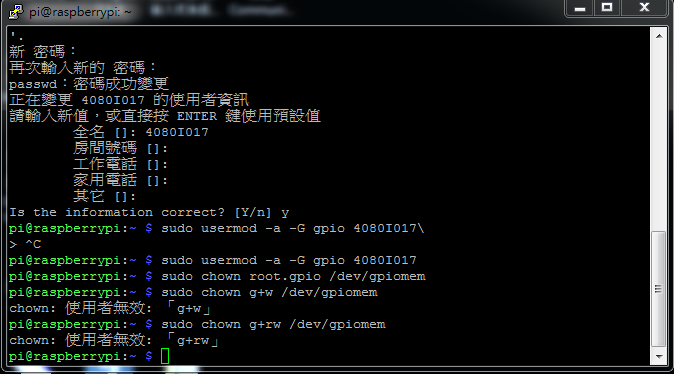 pi@raspberrypi: ~
'.
新 密碼：
再次輸入新的 密碼：
passwd：密碼成功變更
正在變更 4080I017 的使用者資訊
請輸入新值，或直接按 ENTER 鍵使用預設值
全名 []: 4080I017
房間號碼 []:
工作電話 []:
家用電話 []:
其它 []:
Is the information correct? [Y/n] y
pi@raspberrypi:~ $ sudo usermod -a -G gpio 4080I017\
> ^C
pi@raspberrypi:~ $ sudo usermod -a -G gpio 4080I017
pi@raspberrypi:~ $ sudo chown root.gpio /dev/gpiomem
pi@raspberrypi:~ $ sudo chown g+w /dev/gpiomem
chown: 使用者無效: 「g+w」
pi@raspberrypi:~ $ sudo chown g+rw /dev/gpiomem
chown: 使用者無效: 「g+rw」
pi@raspberrypi:~ $